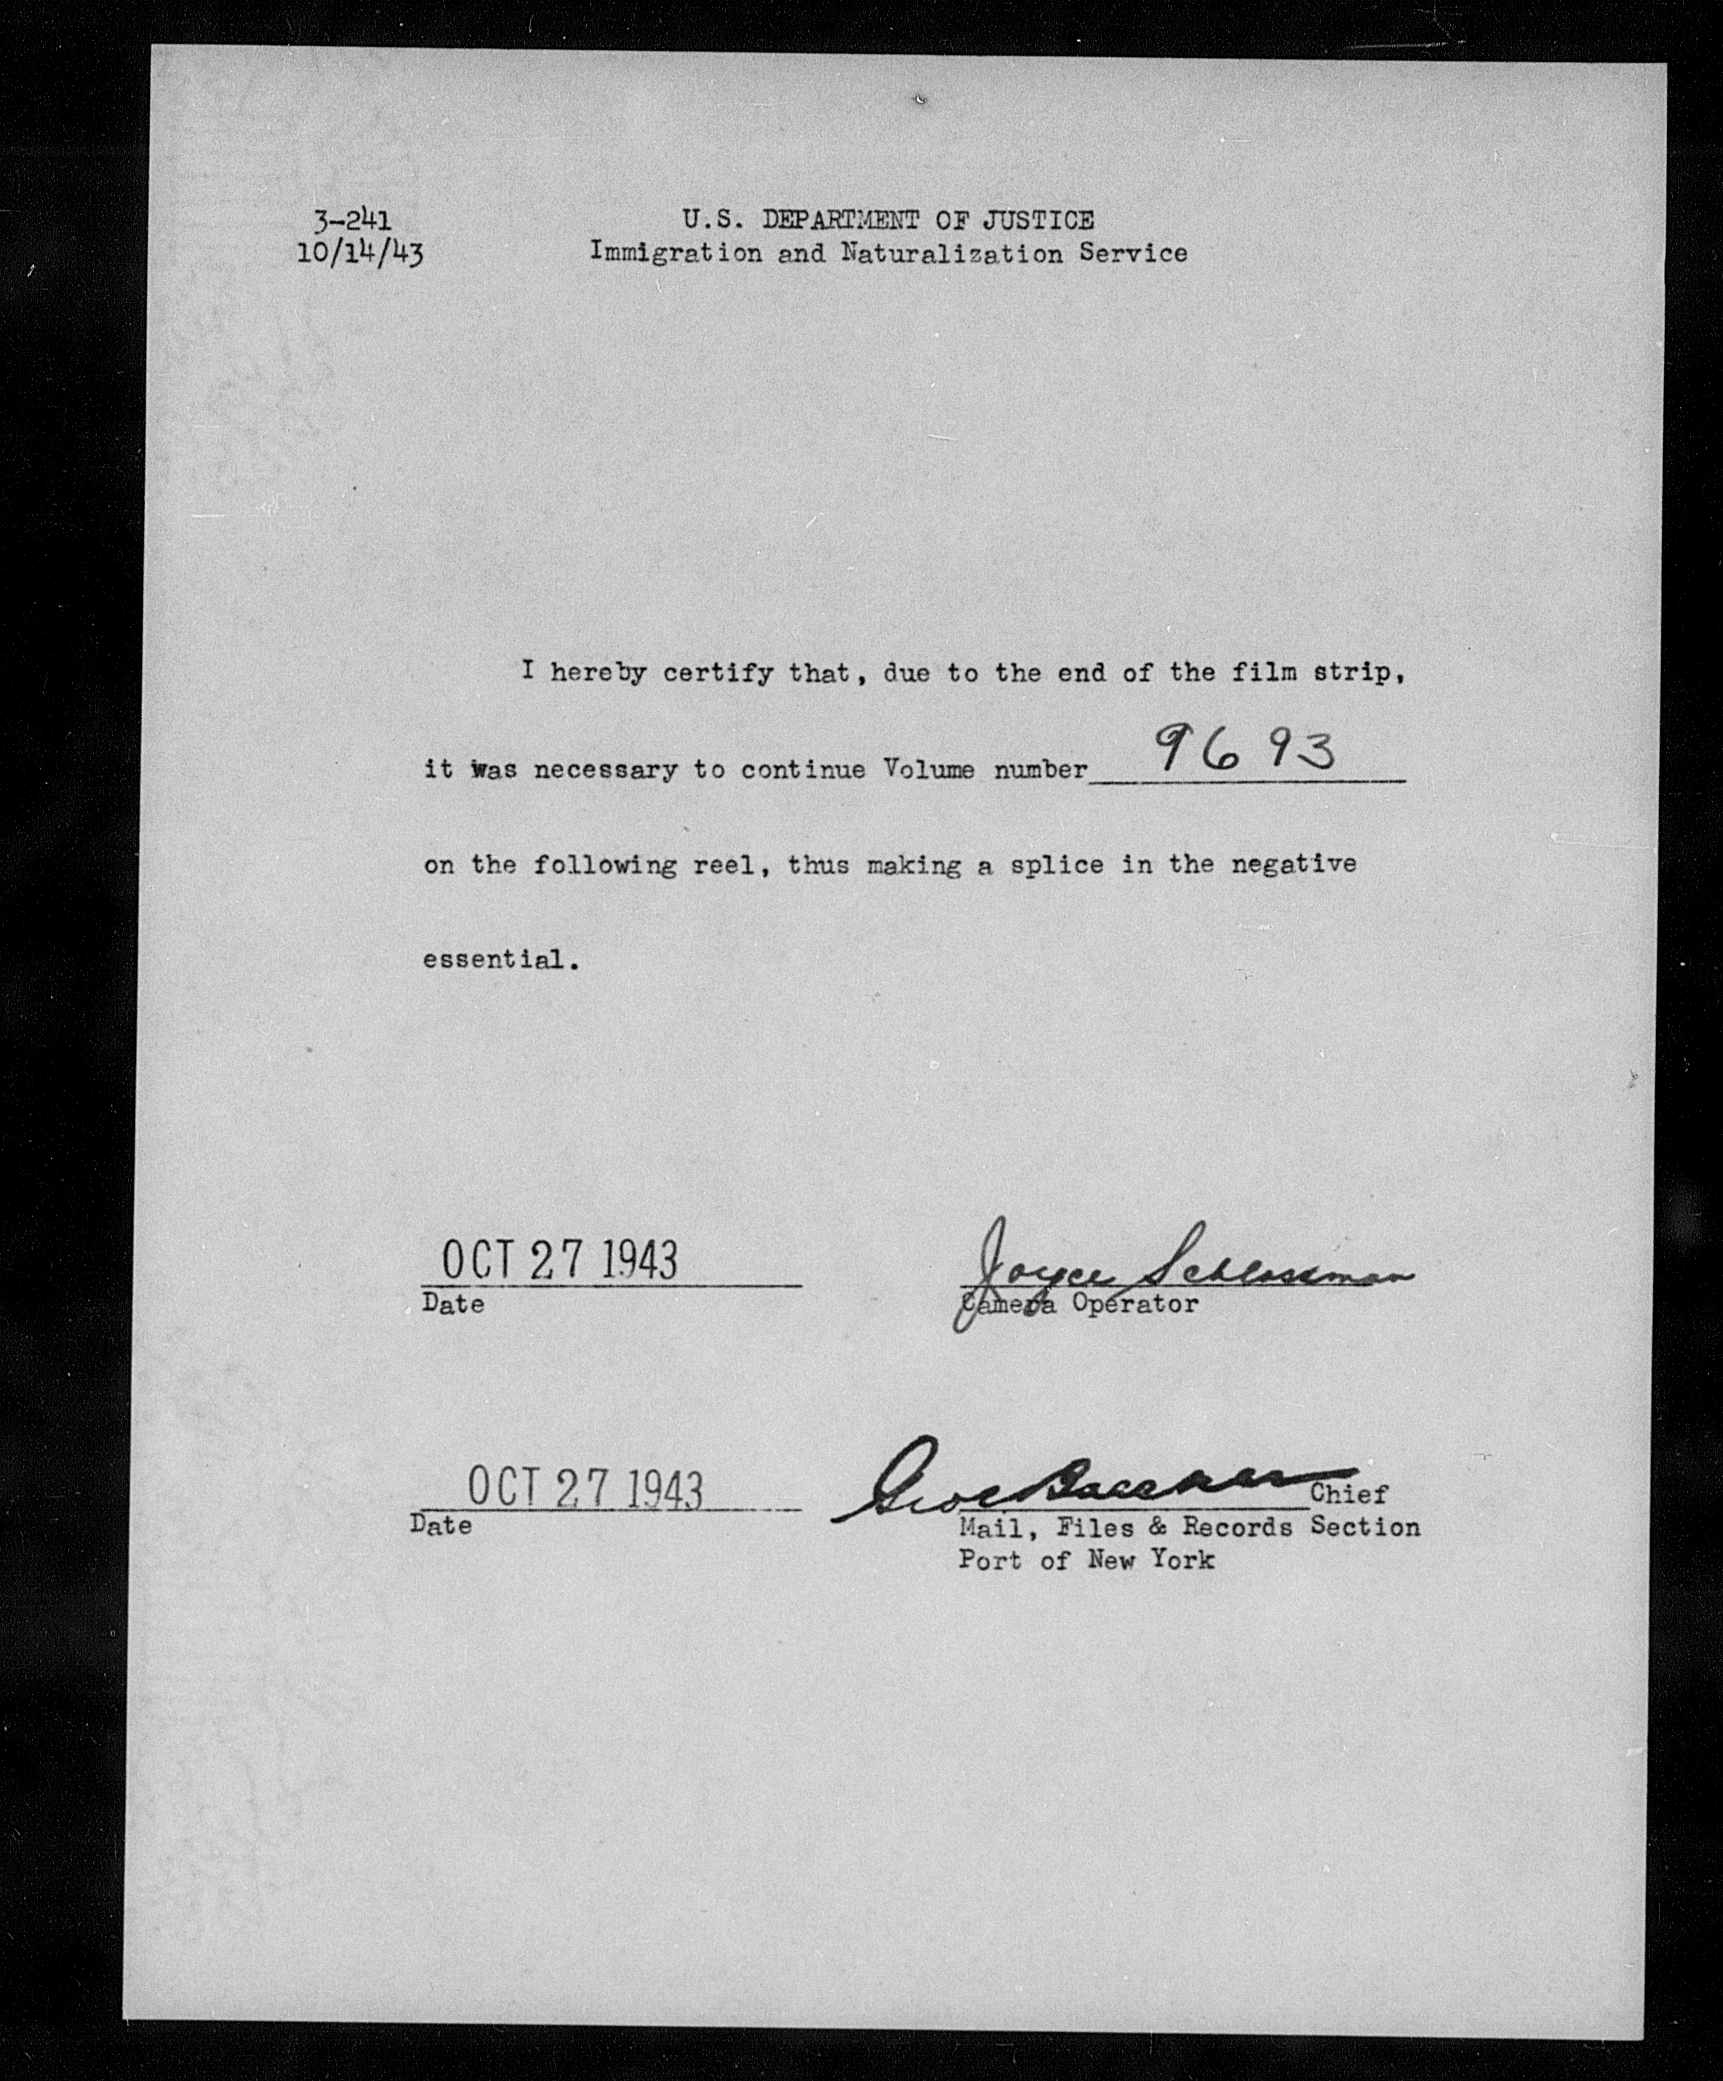 3-241
10/14/43
U.S. DEPARTMENT OF JUSTICE
Immigration and Naturalization Service
I hereby certify that, due to the end of the film strip,
it was necessary to continue Volume number 9693
on the following reel, thus making a splice in the negative
essential.
OCT 27 1943
Date
Joyce Schlossman
Camera Operator
OCT 27 1943
Date
Chief
Mail, Files & Records Section
Port of New York